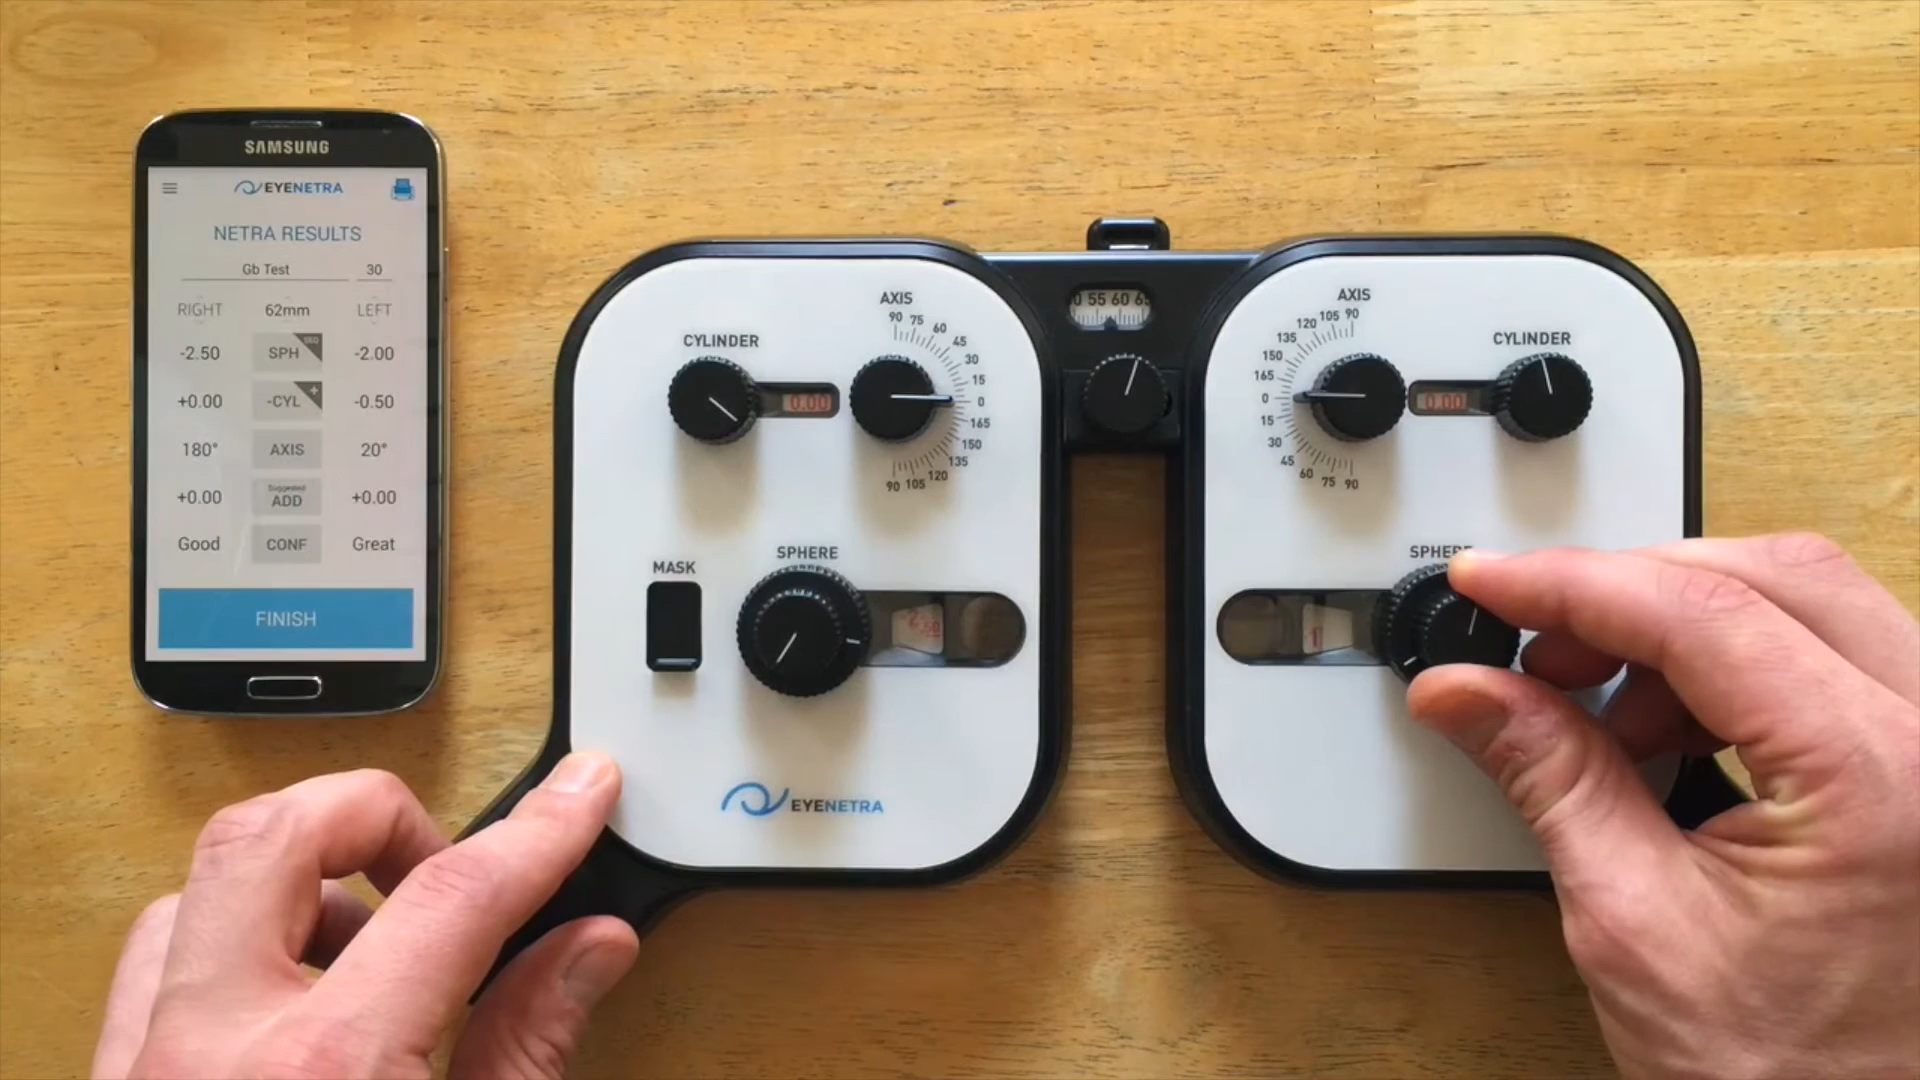 SAMSUNG
EYENETRA
NETRA RESULTS
Gb Test 30
RIGHT 62mm LEFT
-2.50 SPH SEQ -2.00
+0.00 -CYL + -0.50
180° AXIS 20°
+0.00 Suggested ADD +0.00
Good CONF Great
FINISH
CYLINDER
0.00
AXIS
90 75 60 45 30 15 0 165 150 135 120 105 90
MASK
SPHERE
EYENETRA
55 60 65
AXIS
90 105 120 135 150 165 0 15 30 45 60 75 90
CYLINDER
0.00
SPHERE